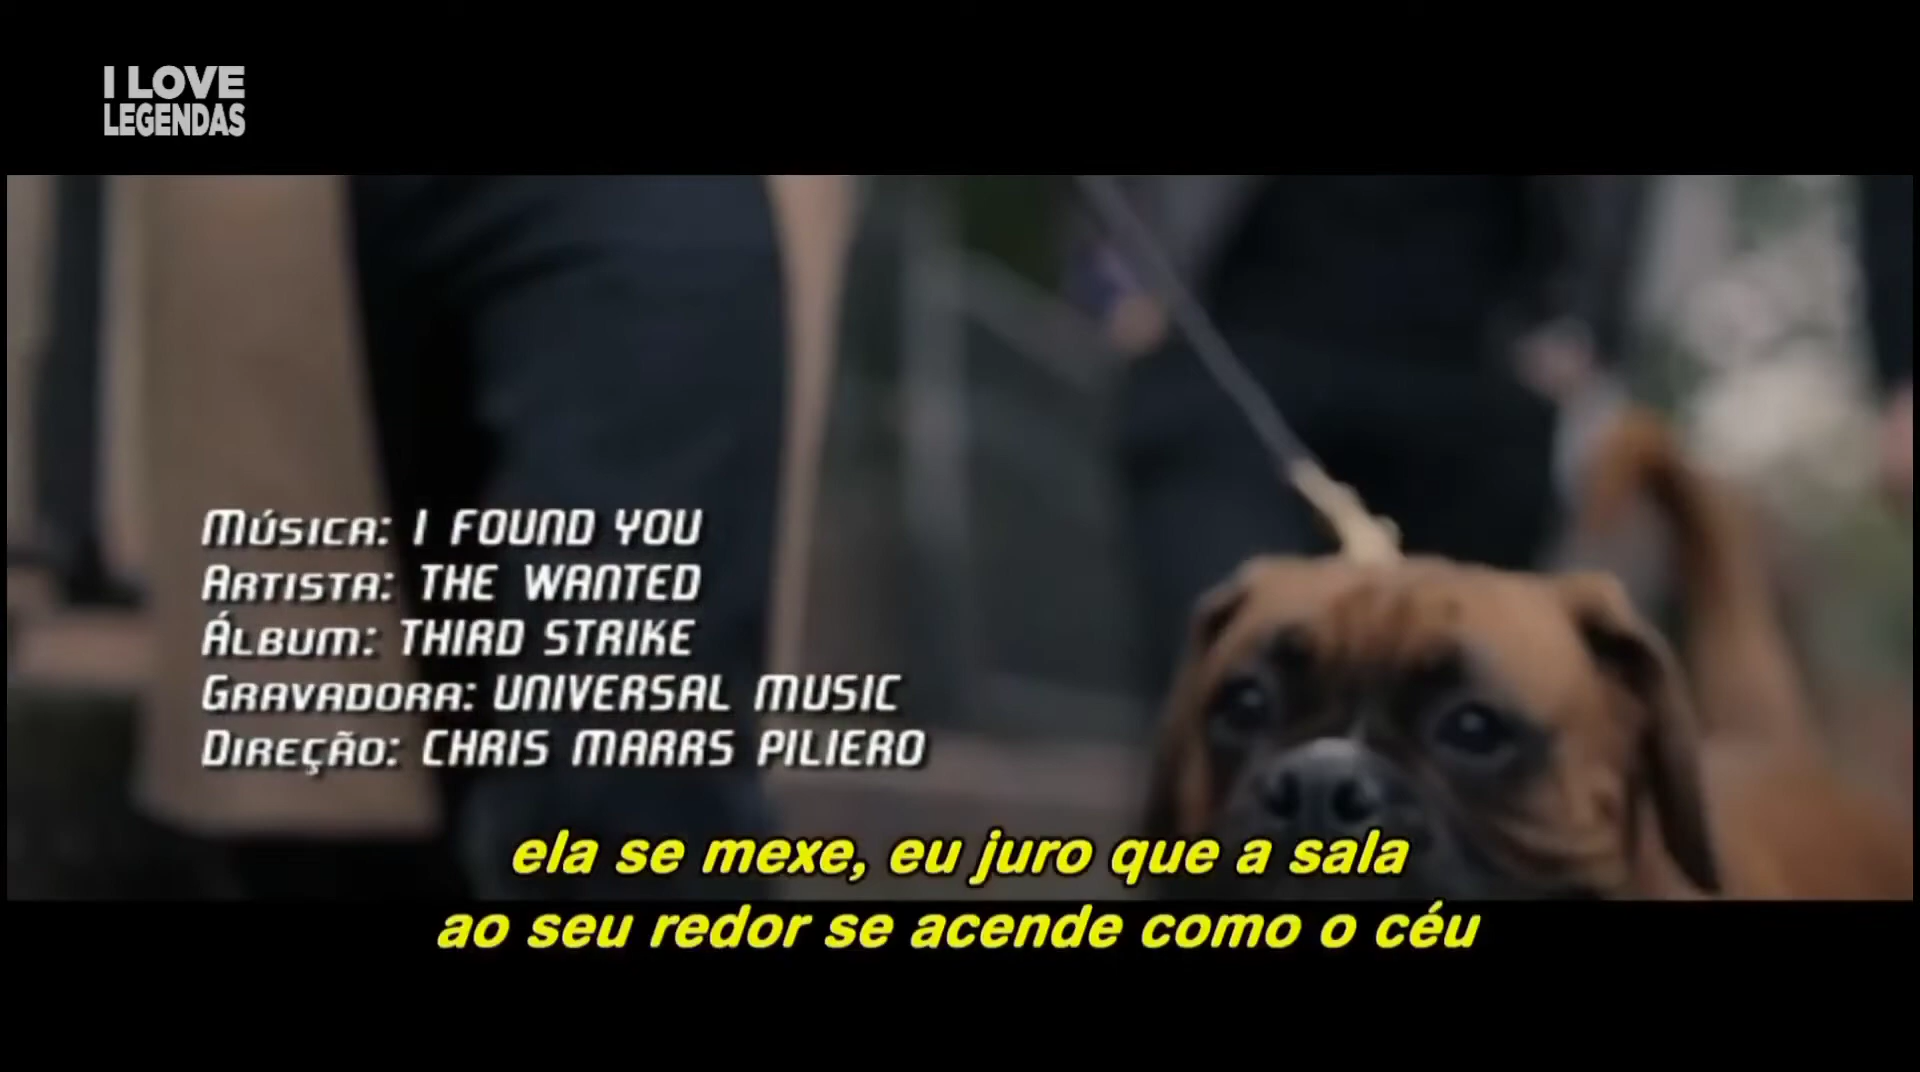 I LOVE
LEGENDAS
Música: I FOUND YOU
Artista: THE WANTED
Álbum: THIRD STRIKE
Gravadora: UNIVERSAL MUSIC
Direção: CHRIS MARRS PILIERO
ela se mexe, eu juro que a sala
ao seu redor se acende como o céu